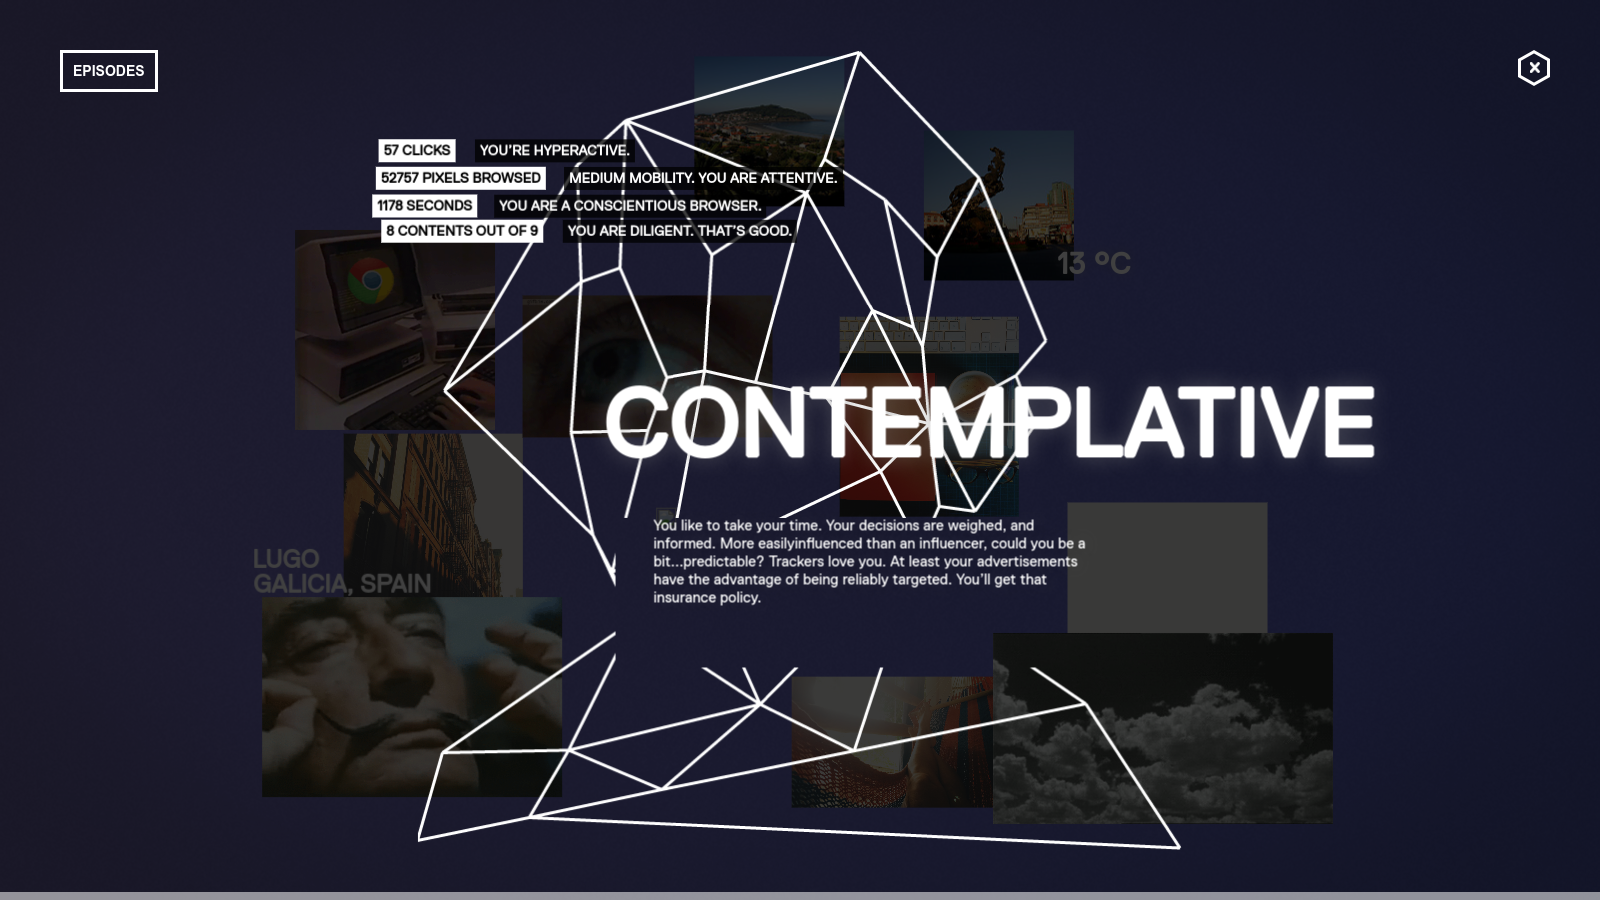 EPISODES
57 CLICKS YOU'RE HYPERACTIVE.
52757 PIXELS BROWSED MEDIUM MOBILITY. YOU ARE ATTENTIVE.
1178 SECONDS YOU ARE A CONSCIENTIOUS BROWSER.
8 CONTENTS OUT OF 9 YOU ARE DILIGENT. THAT'S GOOD.
13 ºC
CONTEMPLATIVE
You like to take your time. Your decisions are weighed, and
informed. More easilyinfluenced than an influencer, could you be a
bit...predictable? Trackers love you. At least your advertisements
have the advantage of being reliably targeted. You'll get that
insurance policy.
LUGO
GALICIA, SPAIN